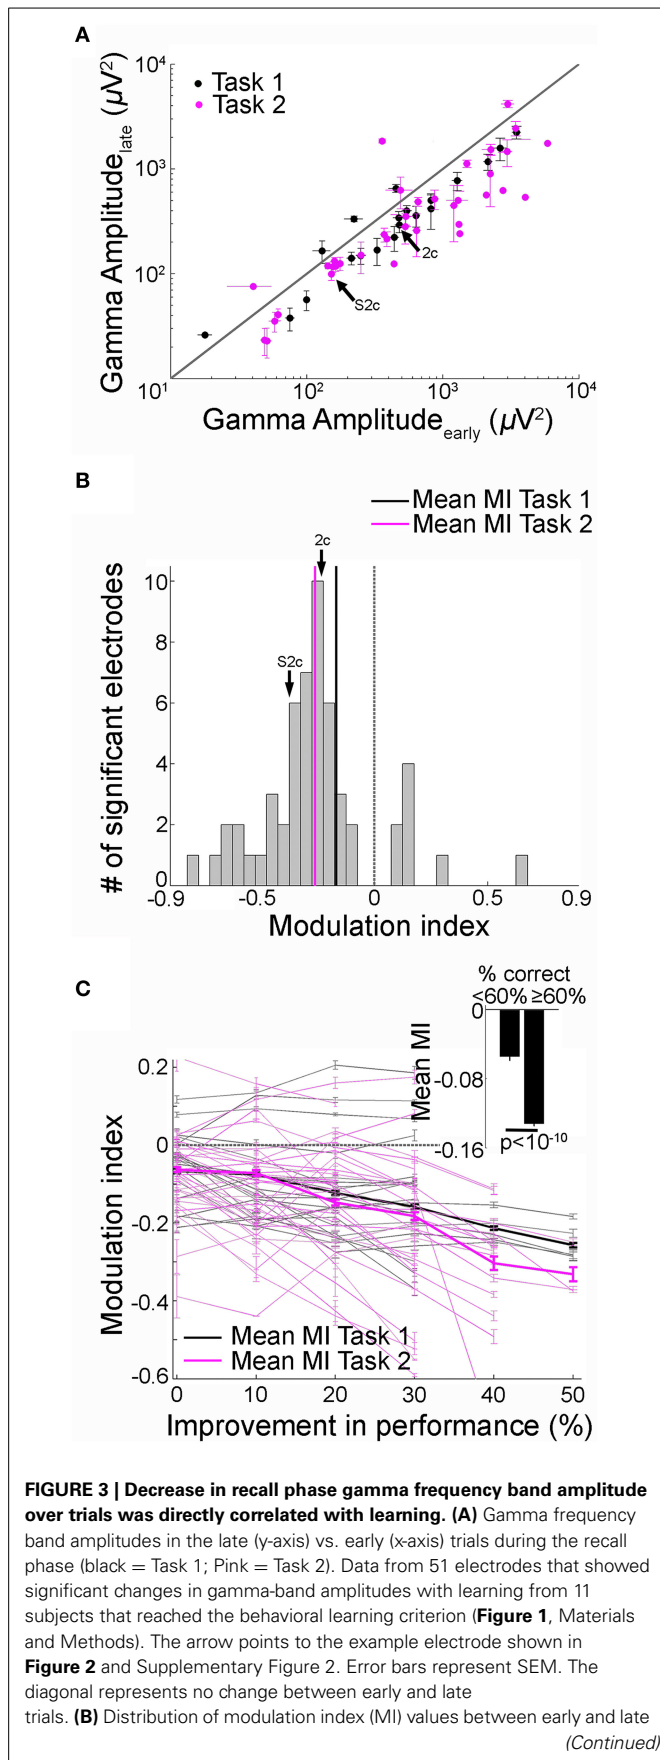 A
10⁴
Gamma Amplitude_late (µV²)
Task 1
Task 2
10³
2c
10²
S2c
10¹ 10² 10³ 10⁴
Gamma Amplitude_early (µV²)
B
Mean MI Task 1
Mean MI Task 2
2c
# of significant electrodes
10
8
S2c
6
4
2
0
-0.9 -0.5 0 0.5 0.9
Modulation index
C
% correct
<60% ≥60%
0
Mean MI
-0.08
-0.16
p<10⁻¹⁰
Modulation index
0.2
0
-0.2
-0.4
-0.6
Mean MI Task 1
Mean MI Task 2
0 10 20 30 40 50
Improvement in performance (%)
FIGURE 3 | Decrease in recall phase gamma frequency band amplitude
over trials was directly correlated with learning. (A) Gamma frequency
band amplitudes in the late (y-axis) vs. early (x-axis) trials during the recall
phase (black = Task 1; Pink = Task 2). Data from 51 electrodes that showed
significant changes in gamma-band amplitudes with learning from 11
subjects that reached the behavioral learning criterion (Figure 1, Materials
and Methods). The arrow points to the example electrode shown in
Figure 2 and Supplementary Figure 2. Error bars represent SEM. The
diagonal represents no change between early and late
trials. (B) Distribution of modulation index (MI) values between early and late
(Continued)